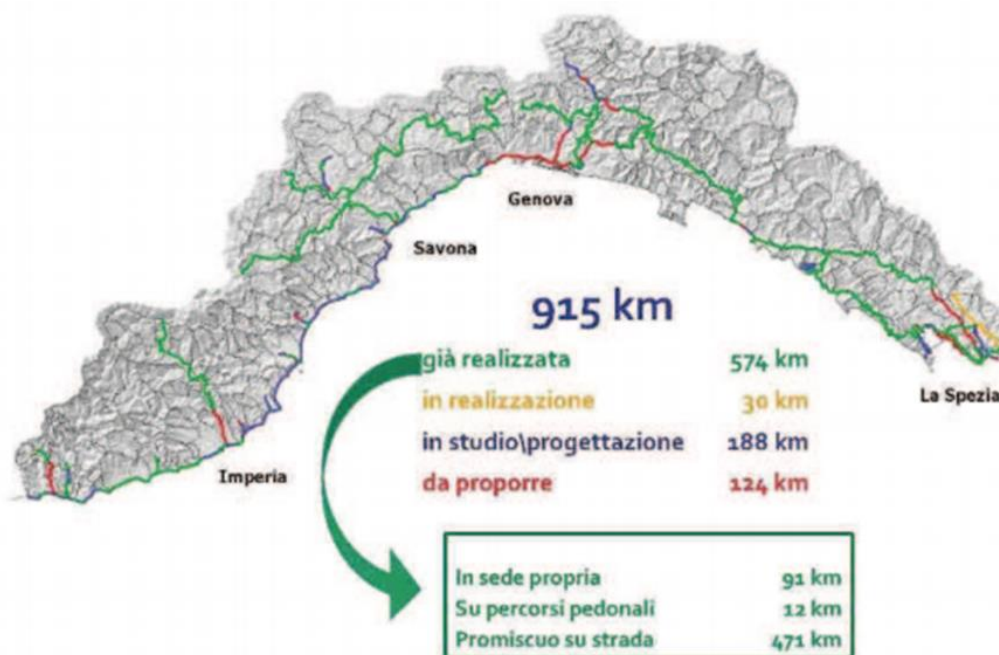 Genova
Savona
915 km
già realizzata 574 km
in realizzazione 30 km
La Spezia
in studio\progettazione 188 km
Imperia
da proporre 124 km
In sede propria 91 km
Su percorsi pedonali 12 km
Promiscuo su strada 471 km